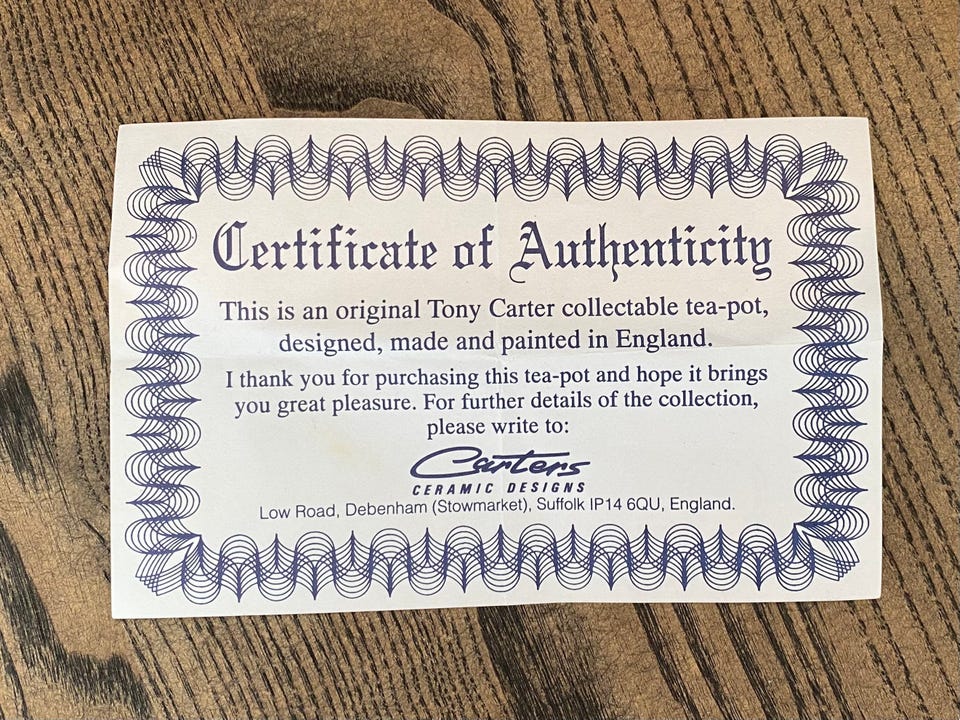 Certificate of Authenticity
This is an original Tony Carter collectable tea-pot,
designed, made and painted in England.
I thank you for purchasing this tea-pot and hope it brings
you great pleasure. For further details of the collection,
please write to:
Carters
CERAMIC DESIGNS
Low Road, Debenham (Stowmarket), Suffolk IP14 6QU, England.